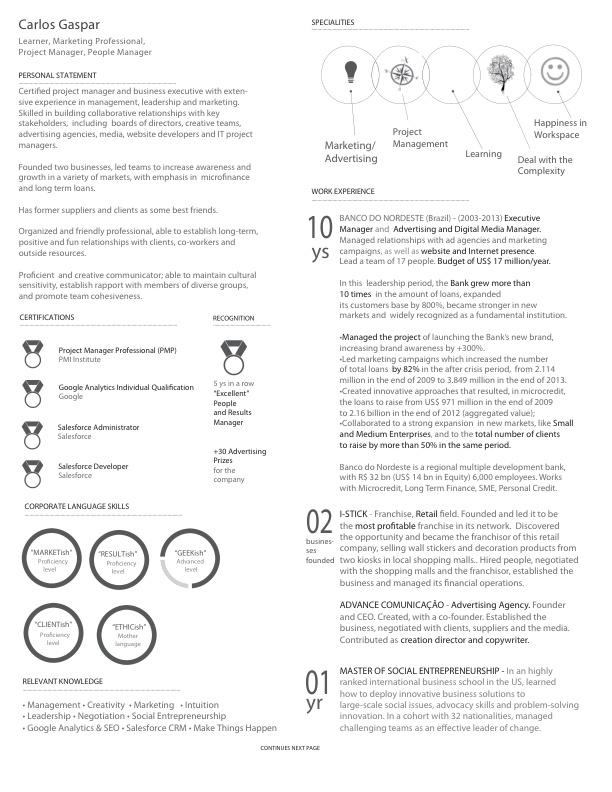 Carlos Gaspar
Learner, Marketing Professional,
Project Manager, People Manager
PERSONAL STATEMENT
Certified project manager and business executive with exten-
sive experience in management, leadership and marketing.
Skilled in building collaborative relationships with key
stakeholders, including boards of directors, creative teams,
advertising agencies, media, website developers and IT project
managers.
Founded two businesses, led teams to increase awareness and
growth in a variety of markets, with emphasis in microfinance
and long term loans.
Has former suppliers and clients as some best friends.
Organized and friendly professional, able to establish long-term,
positive and fun relationships with clients, co-workers and
outside resources.
Proficient and creative communicator; able to maintain cultural
sensitivity, establish rapport with members of diverse groups,
and promote team cohesiveness.
CERTIFICATIONS
Project Manager Professional (PMP)
PMI Institute
Google Analytics Individual Qualification
Google
Salesforce Administrator
Salesforce
Salesforce Developer
Salesforce
RECOGNITION
5 ys in a row
"Excellent"
People
and Results
Manager
+30 Advertising
Prizes
for the
company
CORPORATE LANGUAGE SKILLS
"MARKETish"
Proficiency
level
"RESULTish"
Proficiency
level
"GEEKish"
Advanced
level
"CLIENTish"
Proficiency
level
"ETHICish"
Mother
language
RELEVANT KNOWLEDGE
• Management • Creativity • Marketing • Intuition
• Leadership • Negotiation • Social Entrepreneurship
• Google Analytics & SEO • Salesforce CRM • Make Things Happen
SPECIALITIES
Marketing/
Advertising
Project
Management
Learning
Deal with the
Complexity
Happiness in
Workspace
WORK EXPERIENCE
10
ys
BANCO DO NORDESTE (Brazil) - (2003-2013) Executive
Manager and Advertising and Digital Media Manager.
Managed relationships with ad agencies and marketing
campaigns, as well as website and Internet presence.
Lead a team of 17 people. Budget of US$ 17 million/year.
In this leadership period, the Bank grew more than
10 times in the amount of loans, expanded
its customers base by 800%, became stronger in new
markets and widely recognized as a fundamental institution.
•Managed the project of launching the Bank's new brand,
increasing brand awareness by +300%.
•Led marketing campaigns which increased the number
of total loans by 82% in the after crisis period, from 2.114
million in the end of 2009 to 3,849 million in the end of 2013.
•Created innovative approaches that resulted, in microcredit,
the loans to raise from US$ 971 million in the end of 2009
to 2.16 billion in the end of 2012 (aggregated value);
•Collaborated to a strong expansion in new markets, like Small
and Medium Enterprises, and to the total number of clients
to raise by more than 50% in the same period.
Banco do Nordeste is a regional multiple development bank,
with R$ 32 bn (US$ 14 bn in Equity) 6,000 employees. Works
with Microcredit, Long Term Finance, SME, Personal Credit.
02
busines-
ses
founded
I-STICK - Franchise, Retail field. Founded and led it to be
the most profitable franchise in its network. Discovered
the opportunity and became the franchisor of this retail
company, selling wall stickers and decoration products from
two kiosks in local shopping malls.. Hired people, negotiated
with the shopping malls and the franchisor, established the
business and managed its financial operations.
ADVANCE COMUNICAÇÃO - Advertising Agency. Founder
and CEO. Created, with a co-founder. Established the
business, negotiated with clients, suppliers and the media.
Contributed as creation director and copywriter.
01
yr
MASTER OF SOCIAL ENTREPRENEURSHIP - In an highly
ranked international business school in the US, learned
how to deploy innovative business solutions to
large-scale social issues, advocacy skills and problem-solving
innovation. In a cohort with 32 nationalities, managed
challenging teams as an effective leader of change.
CONTINUES NEXT PAGE